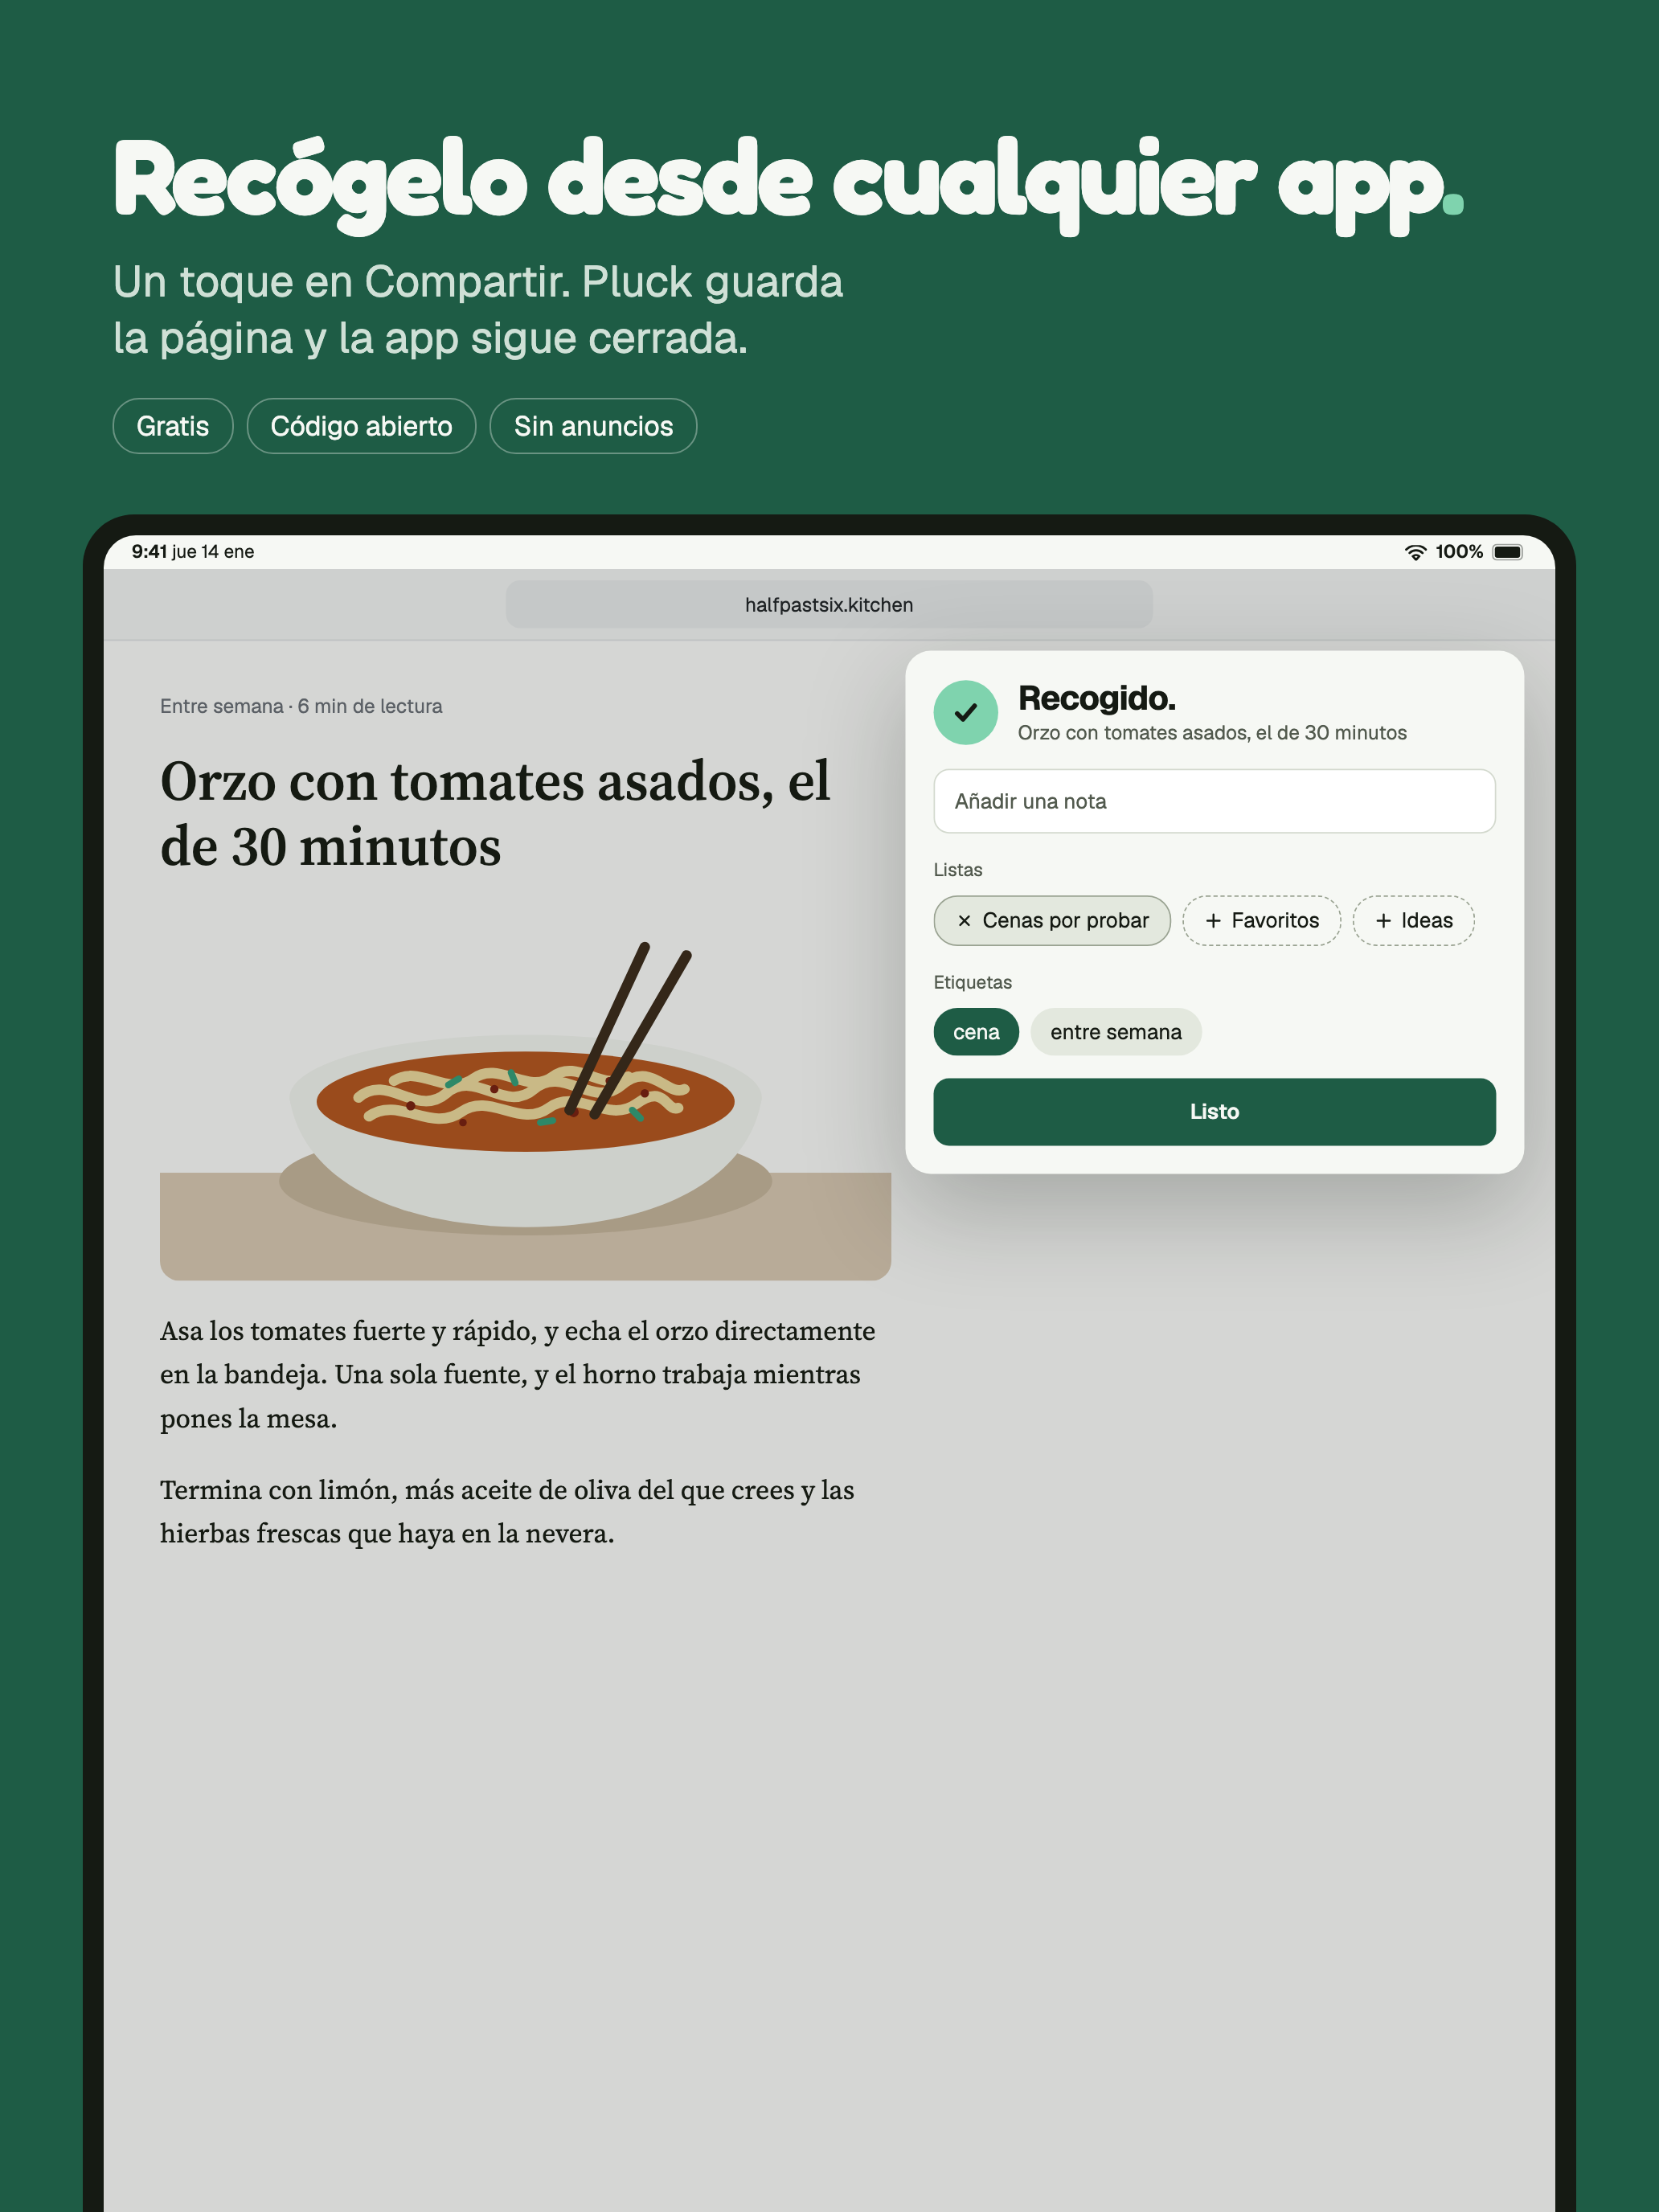 Recógelo desde cualquier app.
Un toque en Compartir. Pluck guarda
la página y la app sigue cerrada.
Gratis
Código abierto
Sin anuncios
9:41 jue 14 ene
100%
halfpastsix.kitchen
Entre semana · 6 min de lectura
Orzo con tomates asados, el
de 30 minutos
Asa los tomates fuerte y rápido, y echa el orzo directamente
en la bandeja. Una sola fuente, y el horno trabaja mientras
pones la mesa.
Termina con limón, más aceite de oliva del que crees y las
hierbas frescas que haya en la nevera.
Recogido.
Orzo con tomates asados, el de 30 minutos
Añadir una nota
Listas
× Cenas por probar
+ Favoritos
+ Ideas
Etiquetas
cena
entre semana
Listo